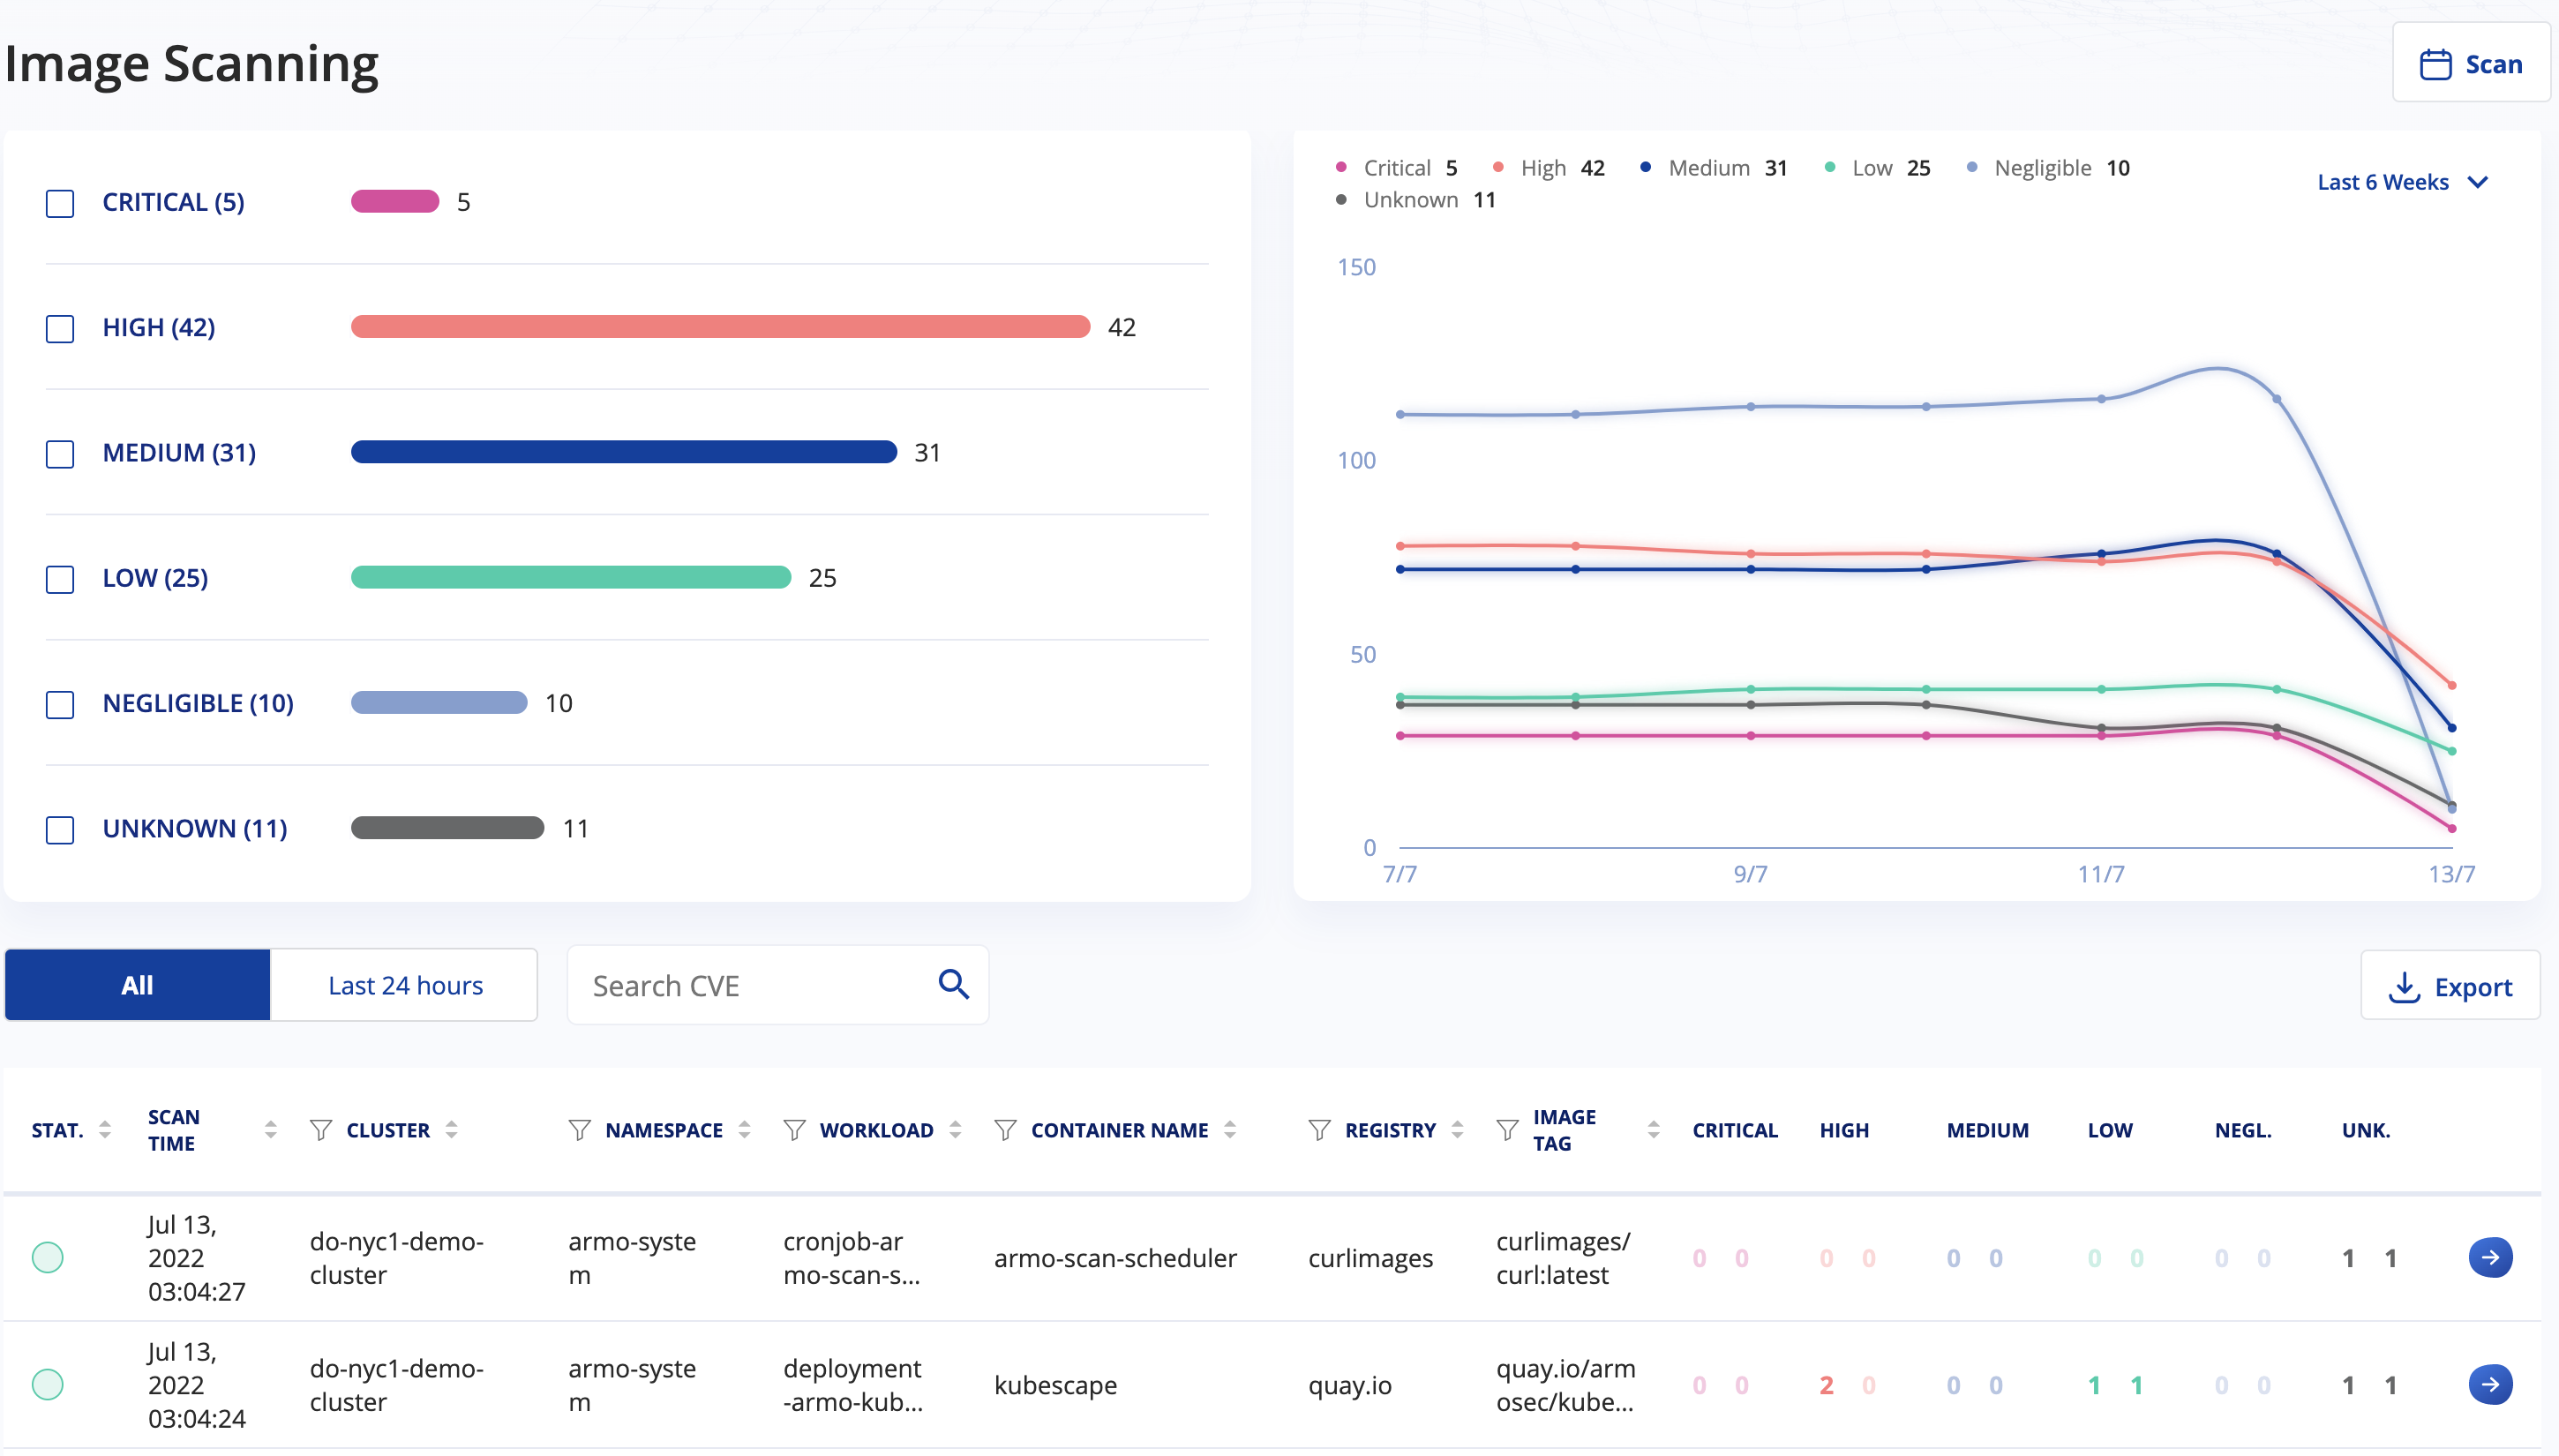 Image Scanning
Scan
CRITICAL (5)
5
HIGH (42)
42
MEDIUM (31)
31
LOW (25)
25
NEGLIGIBLE (10)
10
UNKNOWN (11)
11
Critical 5 High 42 Medium 31 Low 25 Negligible 10
Unknown 11
Last 6 Weeks
150
100
50
0
7/7 9/7 11/7 13/7
All
Last 24 hours
Search CVE
Export
STAT.
SCAN
TIME
CLUSTER
NAMESPACE
WORKLOAD
CONTAINER NAME
REGISTRY
IMAGE
TAG
CRITICAL
HIGH
MEDIUM
LOW
NEGL.
UNK.
Jul 13,
2022
03:04:27
do-nyc1-demo-
cluster
armo-syste
m
cronjob-ar
mo-scan-s...
armo-scan-scheduler
curlimages
curlimages/
curl:latest
0 0
0 0
0 0
0 0
0 0
1 1
Jul 13,
2022
03:04:24
do-nyc1-demo-
cluster
armo-syste
m
deployment
-armo-kub...
kubescape
quay.io
quay.io/arm
osec/kube...
0 0
2 0
0 0
1 1
0 0
1 1